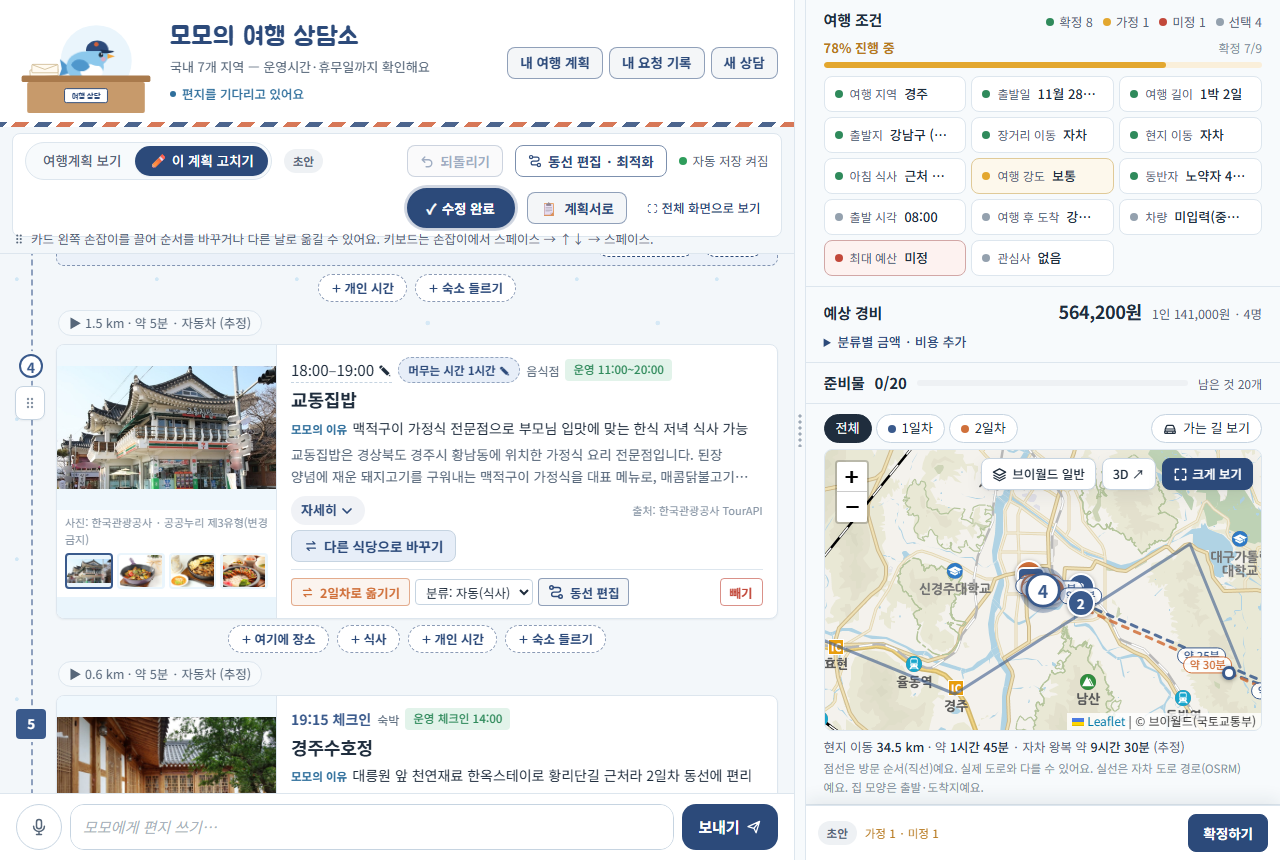 모모의 여행 상담소
국내 7개 지역 — 운영시간·휴무일까지 확인해요
편지를 기다리고 있어요
여행 상담
내 여행 계획
내 요청 기록
새 상담
여행계획 보기
이 계획 고치기
초안
되돌리기
동선 편집 · 최적화
자동 저장 켜짐
✓ 수정 완료
계획서로
전체 화면으로 보기
카드 왼쪽 손잡이를 끌어 순서를 바꾸거나 다른 날로 옮길 수 있어요. 키보드는 손잡이에서 스페이스 → ↑↓ → 스페이스.
+ 개인 시간
+ 숙소 들르기
▶ 1.5 km · 약 5분 · 자동차 (추정)
4
18:00–19:00
머무는 시간 1시간
음식점
운영 11:00~20:00
교동집밥
모모의 이유 맥적구이 가정식 전문점으로 부모님 입맛에 맞는 한식 저녁 식사 가능
교동집밥은 경상북도 경주시 황남동에 위치한 가정식 요리 전문점입니다. 된장
양념에 재운 돼지고기를 구워내는 맥적구이 가정식을 대표 메뉴로, 매콤닭불고기…
사진: 한국관광공사 · 공공누리 제3유형(변경
금지)
자세히
출처: 한국관광공사 TourAPI
다른 식당으로 바꾸기
2일차로 옮기기
분류: 자동(식사)
동선 편집
빼기
+ 여기에 장소
+ 식사
+ 개인 시간
+ 숙소 들르기
▶ 0.6 km · 약 5분 · 자동차 (추정)
5
19:15 체크인
숙박
운영 체크인 14:00
경주수호정
모모의 이유 대릉원 앞 천연재료 한옥스테이로 황리단길 근처라 2일차 동선에 편리
모모에게 편지 쓰기…
보내기
여행 조건
확정 8
가정 1
미정 1
선택 4
78% 진행 중
확정 7/9
여행 지역 경주
출발일 11월 28…
여행 길이 1박 2일
출발지 강남구 (…
장거리 이동 자차
현지 이동 자차
아침 식사 근처 …
여행 강도 보통
동반자 노약자 4…
출발 시각 08:00
여행 후 도착 강…
차량 미입력(중…
최대 예산 미정
관심사 없음
예상 경비
564,200원
1인 141,000원 · 4명
▶ 분류별 금액 · 비용 추가
준비물 0/20
남은 것 20개
전체
1일차
2일차
가는 길 보기
+
−
브이월드 일반
3D ↗
크게 보기
신경주대학교
대구가톨릭
대학교
4
2
약 25분
약 30분
IC
효현
율동역
IC
경주
남산
Leaflet | © 브이월드(국토교통부)
현지 이동 34.5 km · 약 1시간 45분 · 자차 왕복 약 9시간 30분 (추정)
점선은 방문 순서(직선)예요. 실제 도로와 다를 수 있어요. 실선은 자차 도로 경로(OSRM)
예요. 집 모양은 출발·도착지예요.
초안
가정 1 · 미정 1
확정하기